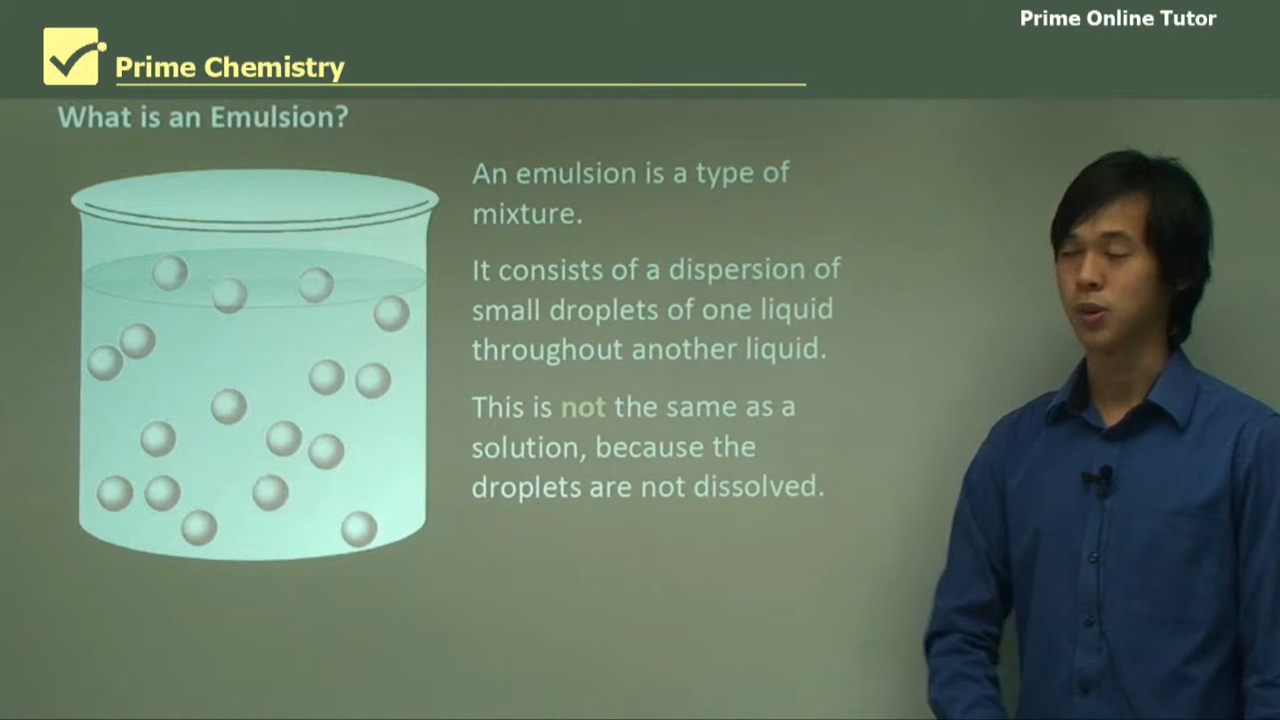 Prime Online Tutor
Prime Chemistry
What is an Emulsion?
An emulsion is a type of
mixture.
It consists of a dispersion of
small droplets of one liquid
throughout another liquid.
This is not the same as a
solution, because the
droplets are not dissolved.